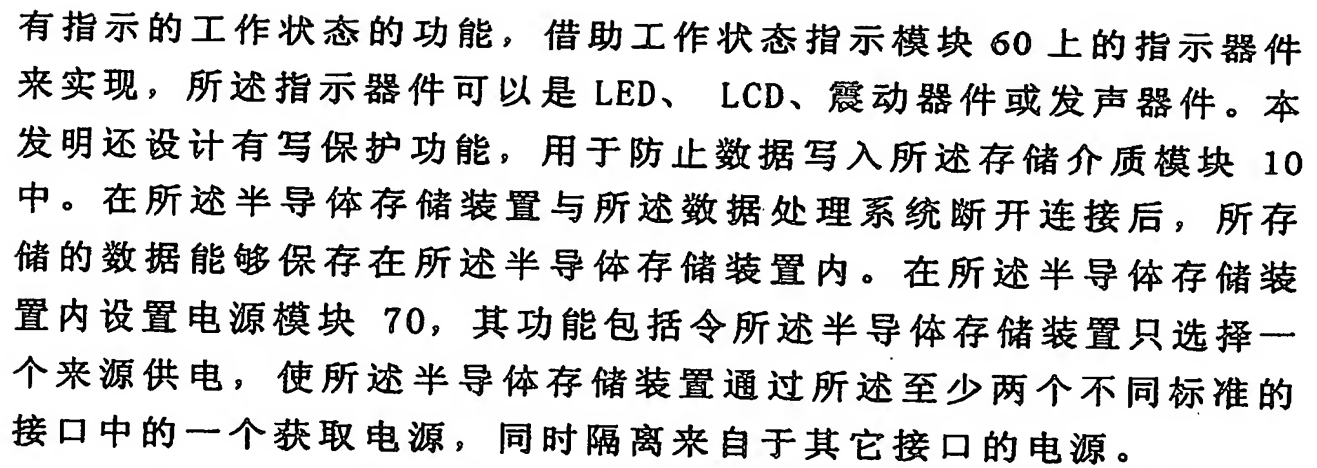 有指示的工作状态的功能，借助工作状态指示模块 60 上的指示器件
来实现，所述指示器件可以是 LED、 LCD、震动器件或发声器件。本
发明还设计有写保护功能，用于防止数据写入所述存储介质模块 10
中。在所述半导体存储装置与所述数据处理系统断开连接后，所存
储的数据能够保存在所述半导体存储装置内。在所述半导体存储装
置内设置电源模块 70，其功能包括令所述半导体存储装置只选择一
个来源供电，使所述半导体存储装置通过所述至少两个不同标准的
接口中的一个获取电源，同时隔离来自于其它接口的电源。